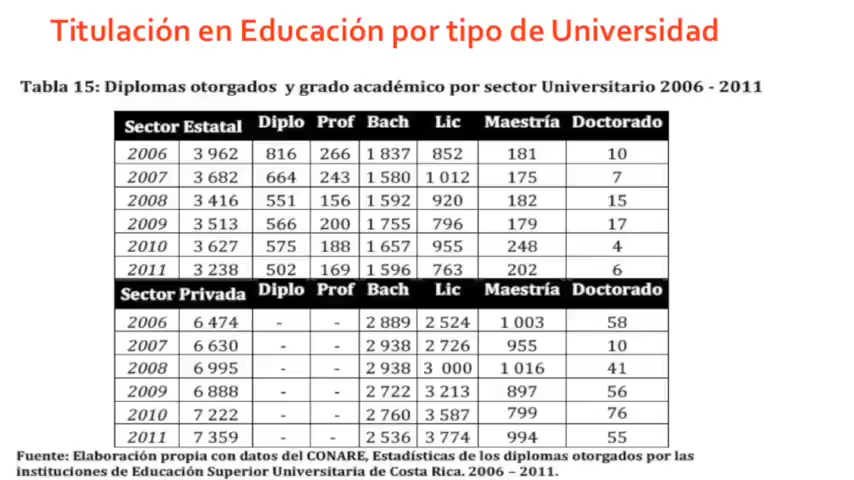 Titulación en Educación por tipo de Universidad
Tabla 15: Diplomas otorgados y grado académico por sector Universitario 2006 - 2011
Sector Estatal Diplo Prof Bach Lic Maestría Doctorado
2006 3 962 816 266 1 837 852 181 10
2007 3 682 664 243 1 580 1 012 175 7
2008 3 416 551 156 1 592 920 182 15
2009 3 513 566 200 1 755 796 179 17
2010 3 627 575 188 1 657 955 248 4
2011 3 238 502 169 1 596 763 202 6
Sector Privada Diplo Prof Bach Lic Maestría Doctorado
2006 6 474 - - 2 889 2 524 1 003 58
2007 6 630 - - 2 938 2 726 955 10
2008 6 995 - - 2 938 3 000 1 016 41
2009 6 888 - - 2 722 3 213 897 56
2010 7 222 - - 2 760 3 587 799 76
2011 7 359 - - 2 536 3 774 994 55
Fuente: Elaboración propia con datos del CONARE, Estadísticas de los diplomas otorgados por las
instituciones de Educación Superior Universitaria de Costa Rica. 2006 – 2011.